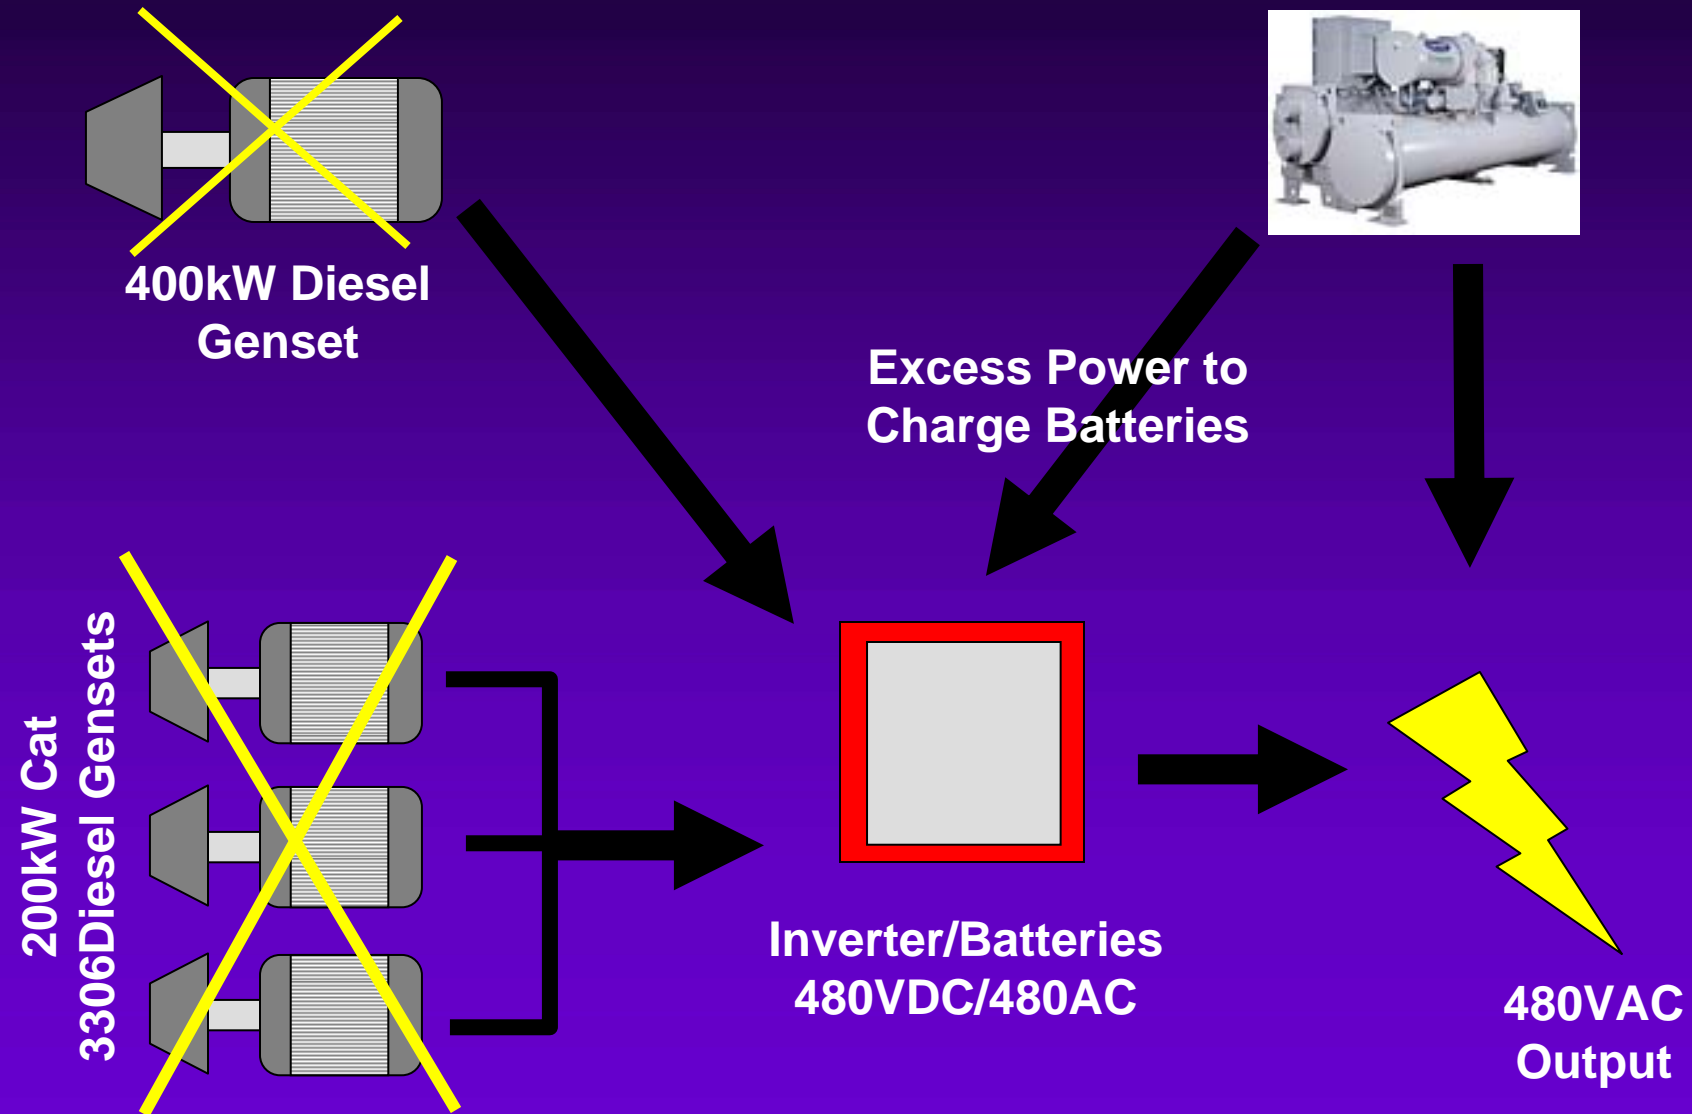 400kW Diesel
Genset
Excess Power to
Charge Batteries
200kW Cat
3306Diesel Gensets
Inverter/Batteries
480VDC/480AC
480VAC
Output